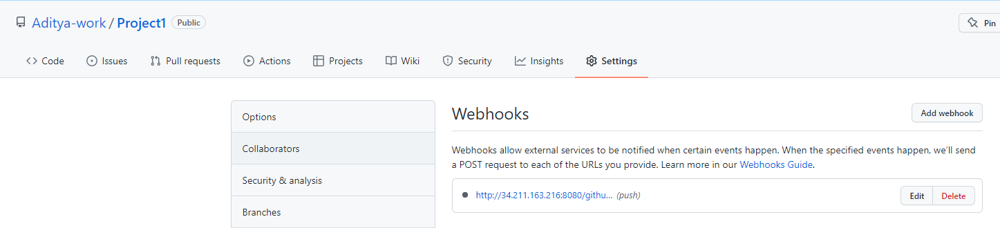 Aditya-work / Project1 Public
Pin
Code Issues Pull requests Actions Projects Wiki Security Insights Settings
Options
Collaborators
Security & analysis
Branches
Webhooks
Add webhook
Webhooks allow external services to be notified when certain events happen. When the specified events happen, we'll send
a POST request to each of the URLs you provide. Learn more in our Webhooks Guide.
http://34.211.163.216:8080/githu... (push)
Edit Delete